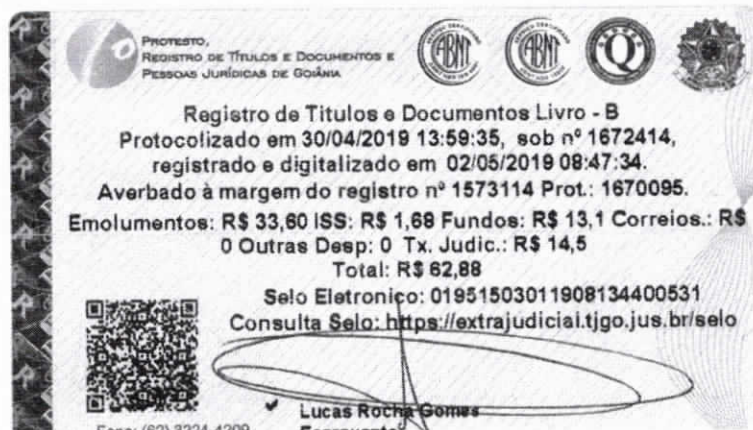 PROTESTO,
REGISTRO DE TÍTULOS E DOCUMENTOS E
PESSOAS JURÍDICAS DE GOIÂNIA
ABNT
ABNT
Q
Registro de Titulos e Documentos Livro - B
Protocolizado em 30/04/2019 13:59:35, sob nº 1672414,
registrado e digitalizado em 02/05/2019 08:47:34.
Averbado à margem do registro nº 1573114 Prot.: 1670095.
Emolumentos: R$ 33,60 ISS: R$ 1,68 Fundos: R$ 13,1 Correios.: R$
0 Outras Desp: 0 Tx. Judic.: R$ 14,5
Total: R$ 62,88
Selo Eletronico: 01951503011908134400531
Consulta Selo: https://extrajudicial.tjgo.jus.br/selo
Lucas Rocha Gomes
Fone: (62) 3224-4209
Escrevente